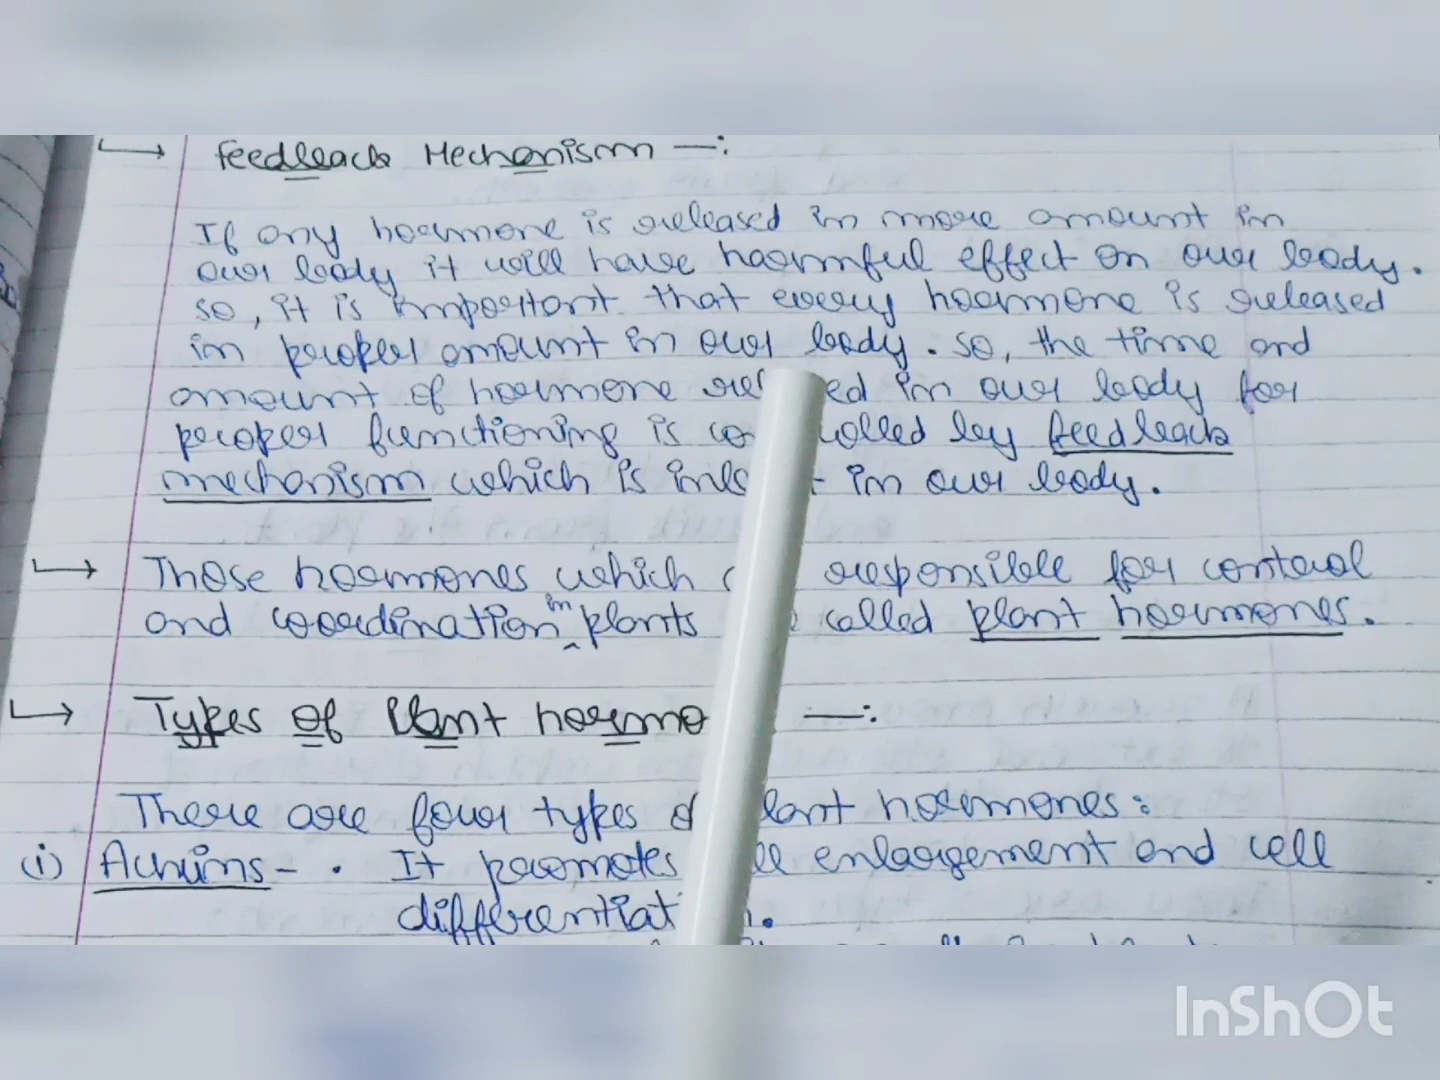 → Feedback Mechanism —:
If any hormone is released in more amount in
our body it will have harmful effect on our body.
so, it is important that every hormone is released
in proper amount in our body. so, the time and
amount of hormone rel ed in our body for
proper functioning is co olled by feedback
mechanism which is in in our body.
→ Those hormones which responsible for control
and coordination in plants called plant hormones.
→ Types of Plant hormo —:
There are four types o lant hormones:
(i) Achins - . It promotes ll enlargement and cell
differentiat n.
InShOt